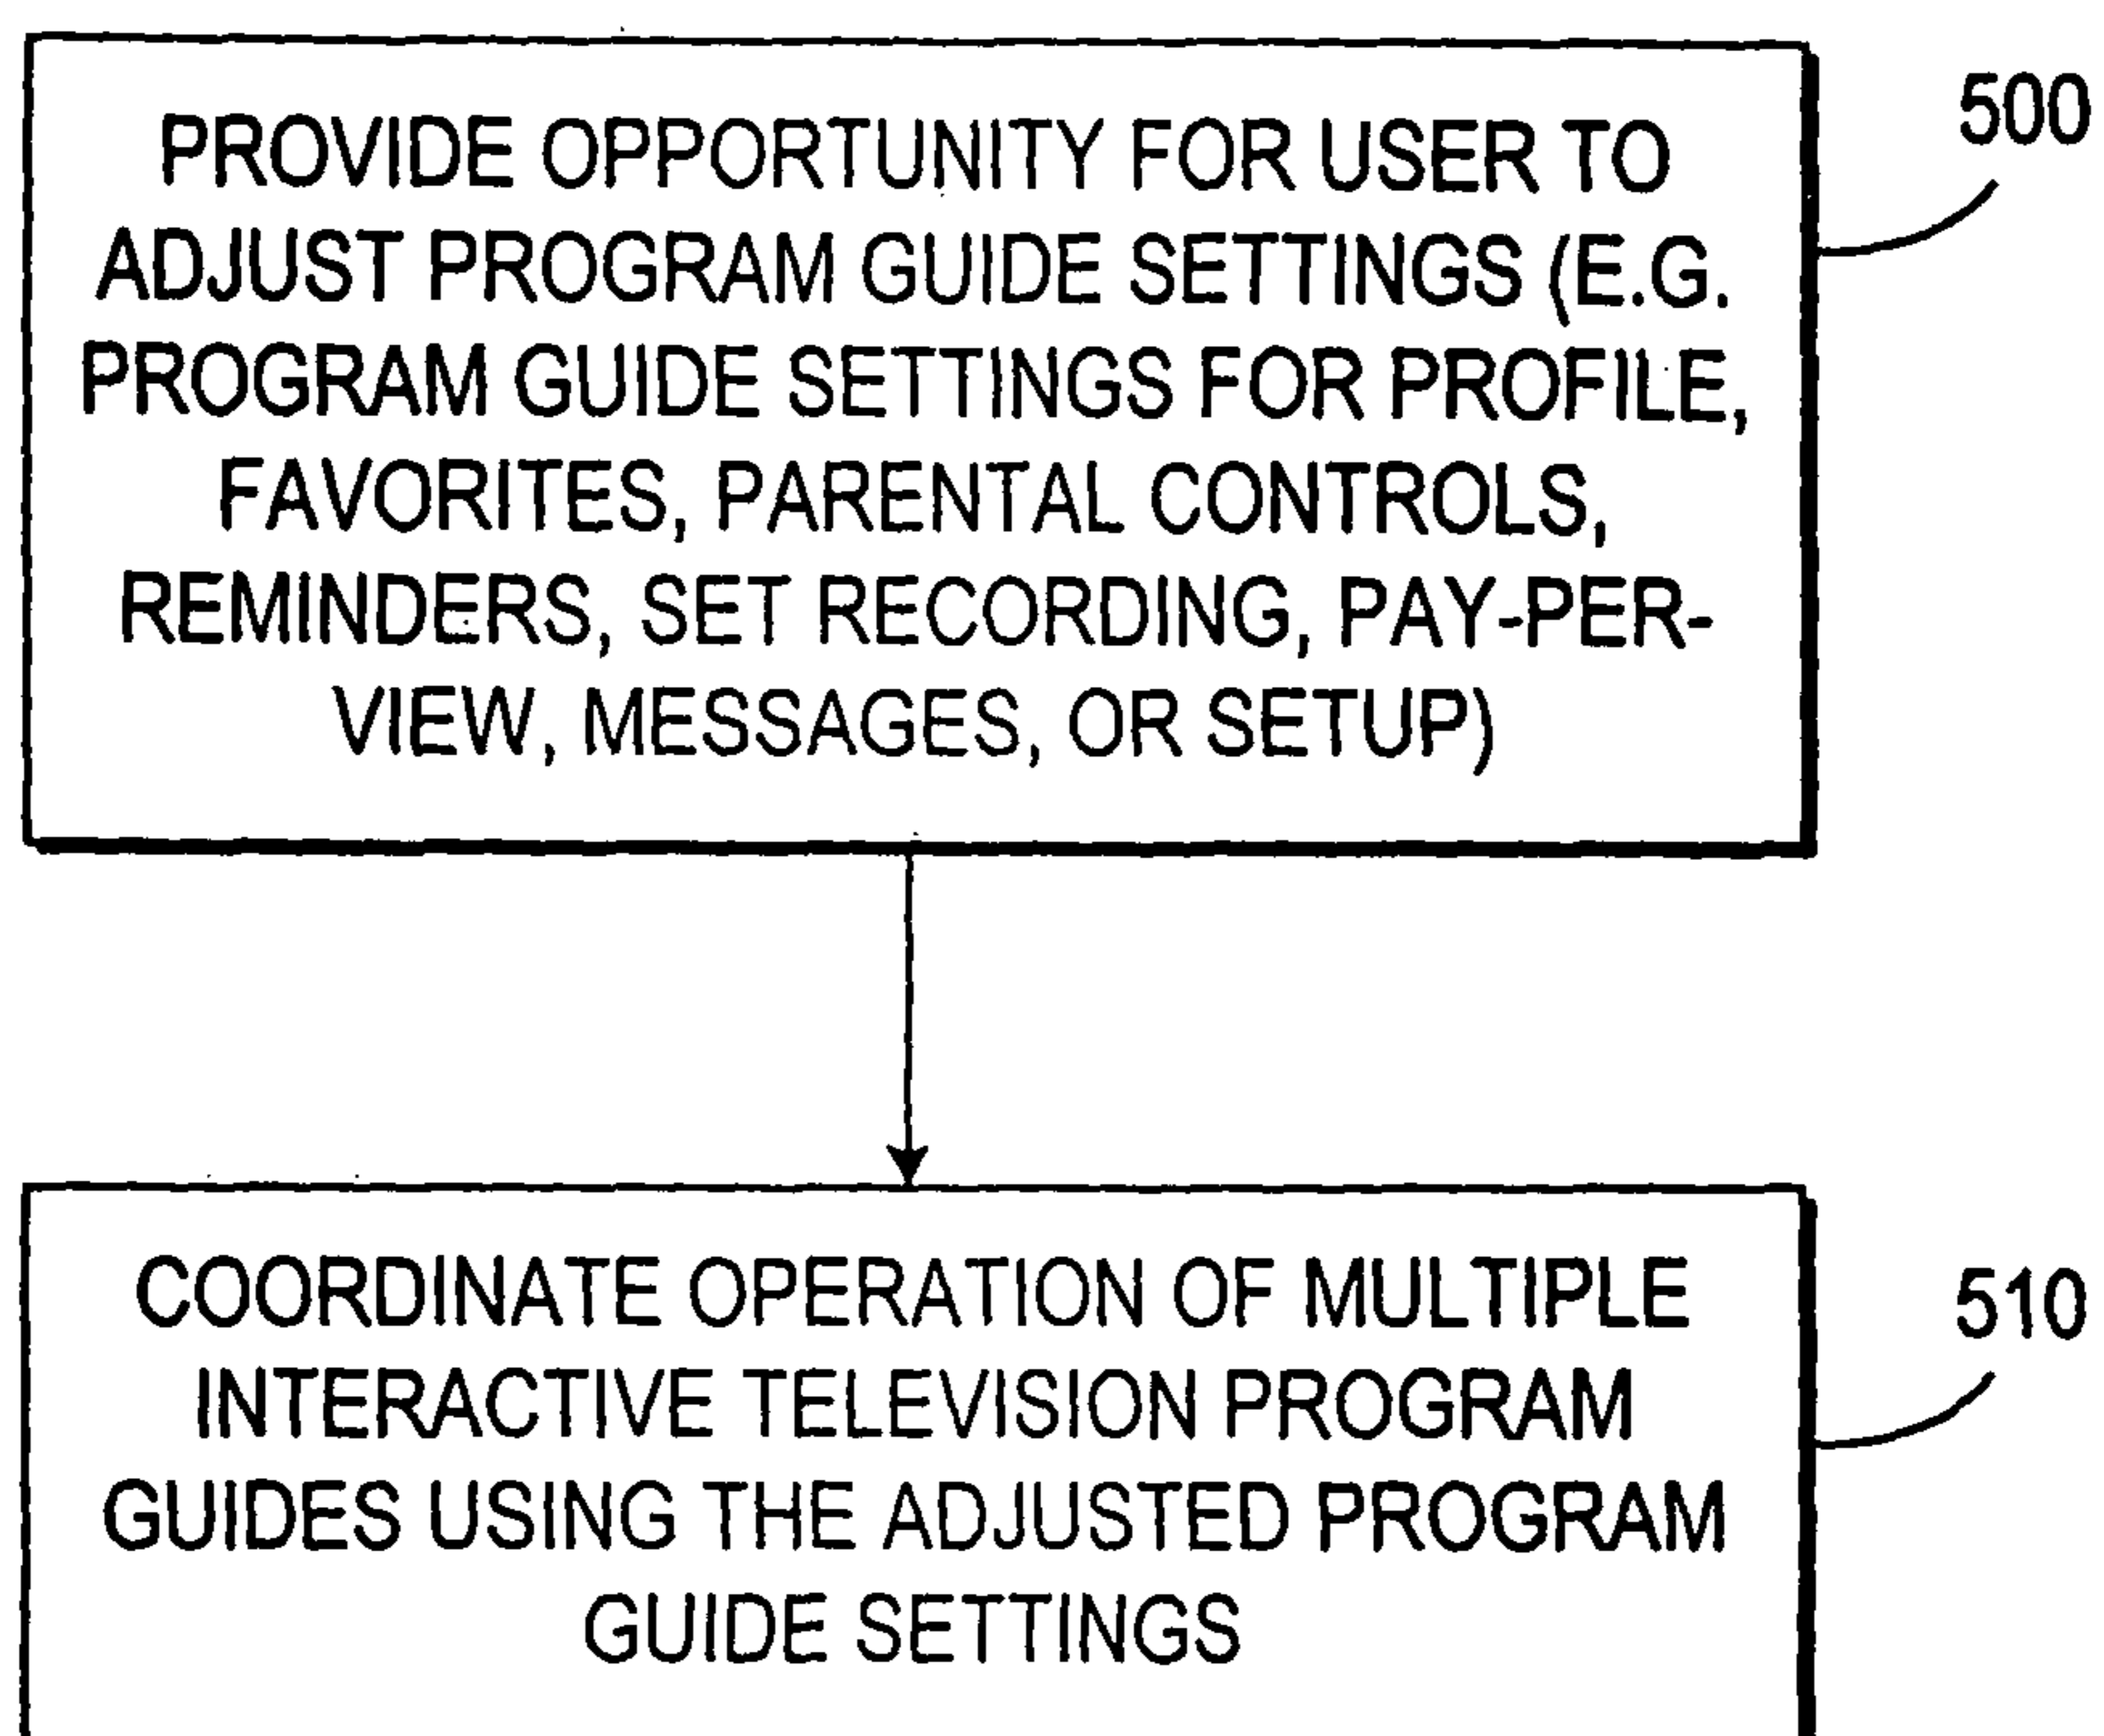 PROVIDE OPPORTUNITY FOR USER TO
ADJUST PROGRAM GUIDE SETTINGS (E.G.
PROGRAM GUIDE SETTINGS FOR PROFILE,
FAVORITES, PARENTAL CONTROLS,
REMINDERS, SET RECORDING, PAY-PER-
VIEW, MESSAGES, OR SETUP)
500
COORDINATE OPERATION OF MULTIPLE
INTERACTIVE TELEVISION PROGRAM
GUIDES USING THE ADJUSTED PROGRAM
GUIDE SETTINGS
510